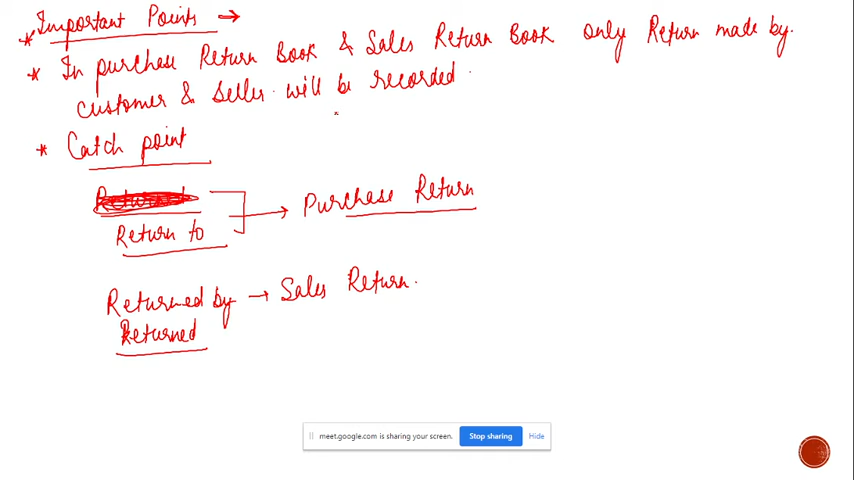 * Important Points →
* In purchase Return Book & Sales Return Book only Return made by.
customer & Seller. will be recorded.
* Catch point
Return to → Purchase Return
Returned by → Sales Return.
Returned
meet.google.com is sharing your screen. Stop sharing Hide